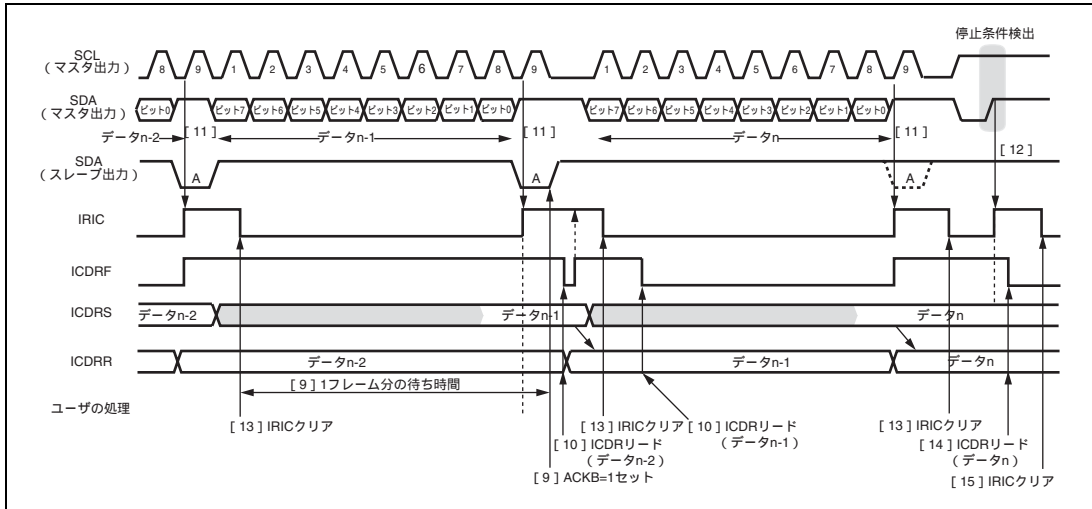 停止条件検出
SCL
（マスタ出力）
8 9 1 2 3 4 5 6 7 8 9 1 2 3 4 5 6 7 8 9
SDA
（マスタ出力）
ビット0 ビット7 ビット6 ビット5 ビット4 ビット3 ビット2 ビット1 ビット0 ビット7 ビット6 ビット5 ビット4 ビット3 ビット2 ビット1 ビット0
データn-2 [ 11 ] データn-1 [ 11 ] データn [ 11 ]
SDA
（スレーブ出力）
A A A
[ 12 ]
IRIC
ICDRF
ICDRS
データn-2 データn-1 データn
ICDRR
データn-2 データn-1 データn
[ 9 ] 1フレーム分の待ち時間
ユーザの処理
[ 13 ] IRICクリア [ 13 ] IRICクリア [ 10 ] ICDRリード
（データn-1） [ 13 ] IRICクリア
[ 10 ] ICDRリード
（データn-2） [ 14 ] ICDRリード
（データn）
[ 9 ] ACKB=1セット [ 15 ] IRICクリア